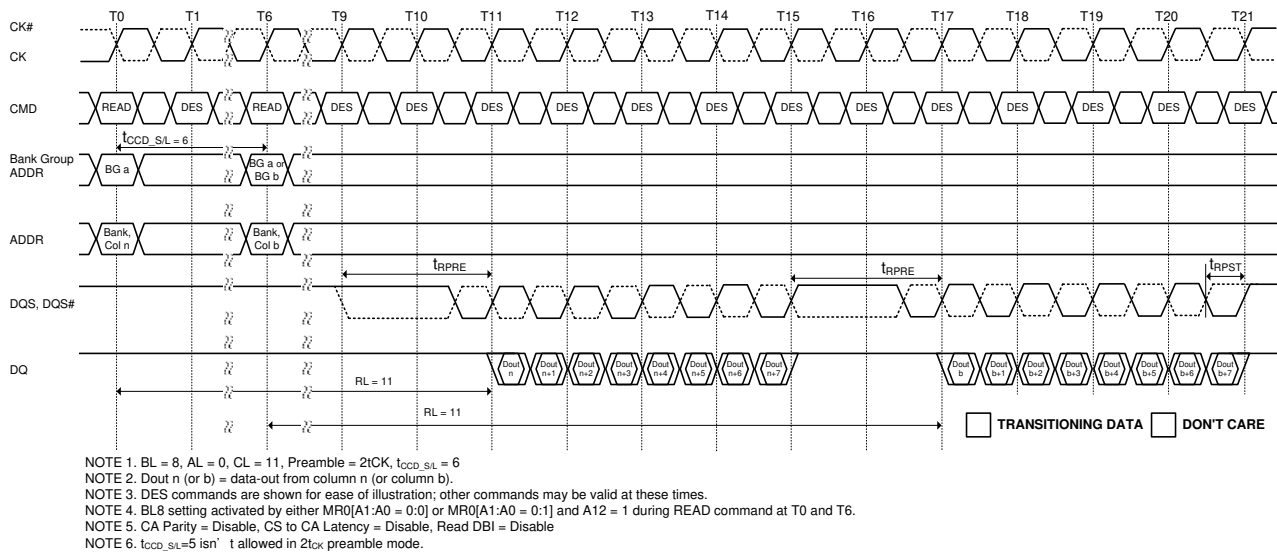 T0 T1 T6 T9 T10 T11 T12 T13 T14 T15 T16 T17 T18 T19 T20 T21
CK#
CK
CMD READ DES READ DES DES DES DES DES DES DES DES DES DES DES DES DES
tCCD_S/L = 6
Bank Group
ADDR
BG a
BG a or
BG b
ADDR
Bank,
Col n
Bank,
Col b
tRPRE tRPRE tRPST
DQS, DQS#
DQ
Dout
n
Dout
n+1
Dout
n+2
Dout
n+3
Dout
n+4
Dout
n+5
Dout
n+6
Dout
n+7
Dout
b
Dout
b+1
Dout
b+2
Dout
b+3
Dout
b+4
Dout
b+5
Dout
b+6
Dout
b+7
RL = 11
RL = 11
TRANSITIONING DATA DON'T CARE
NOTE 1. BL = 8, AL = 0, CL = 11, Preamble = 2tCK, tCCD_S/L = 6
NOTE 2. Dout n (or b) = data-out from column n (or column b).
NOTE 3. DES commands are shown for ease of illustration; other commands may be valid at these times.
NOTE 4. BL8 setting activated by either MR0[A1:A0 = 0:0] or MR0[A1:A0 = 0:1] and A12 = 1 during READ command at T0 and T6.
NOTE 5. CA Parity = Disable, CS to CA Latency = Disable, Read DBI = Disable
NOTE 6. tCCD_S/L=5 isn' t allowed in 2tCK preamble mode.